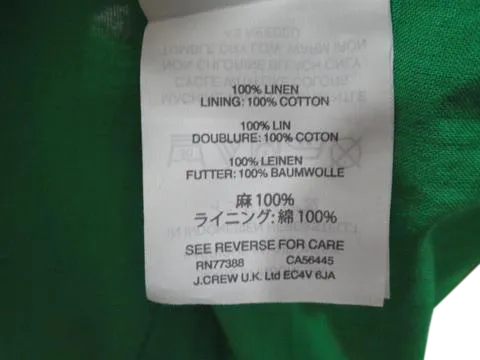 100% LINEN
LINING: 100% COTTON
100% LIN
DOUBLURE: 100% COTON
100% LEINEN
FUTTER: 100% BAUMWOLLE
麻 100%
ライニング: 綿 100%
SEE REVERSE FOR CARE
RN77388 CA56445
J.CREW U.K. Ltd EC4V 6JA